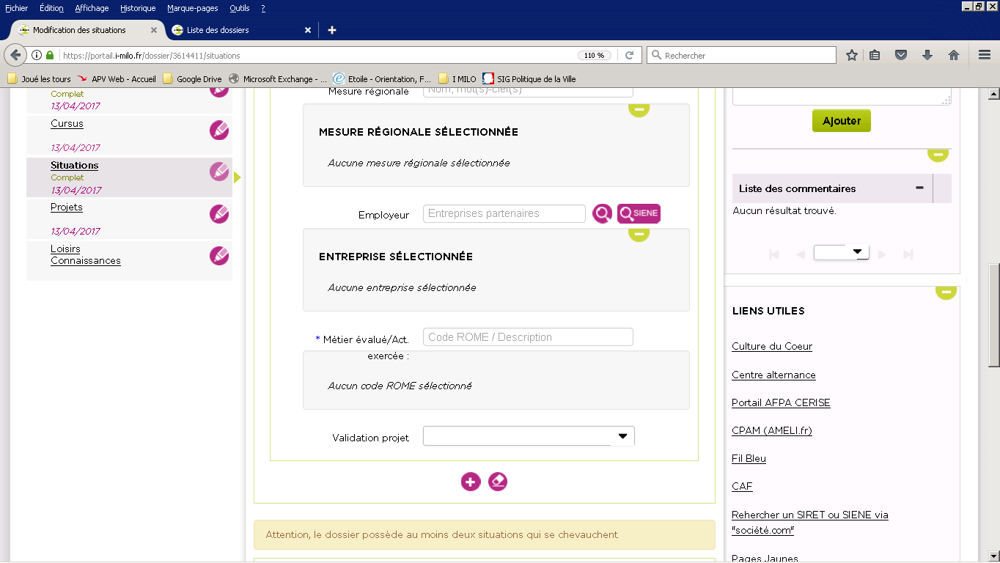 Fichier Édition Affichage Historique Marque-pages Outils ?
Modification des situations
Liste des dossiers
https://portail.i-milo.fr/dossier/3614411/situations
110 %
Rechercher
Joué les tours
APV Web - Accueil
Google Drive
Microsoft Exchange - ...
Etoile - Orientation, F...
I MILO
SIG Politique de la Ville
Complet
13/04/2017
Cursus
13/04/2017
Situations
Complet
13/04/2017
Projets
13/04/2017
Loisirs
Connaissances
Mesure régionale
Nom, mot(s)-clef(s)
MESURE RÉGIONALE SÉLECTIONNÉE
Aucune mesure régionale sélectionnée
Employeur
Entreprises partenaires
SIENE
ENTREPRISE SÉLECTIONNÉE
Aucune entreprise sélectionnée
* Métier évalué/Act.
exercée :
Code ROME / Description
Aucun code ROME sélectionné
Validation projet
Attention, le dossier possède au moins deux situations qui se chevauchent
Ajouter
Liste des commentaires
Aucun résultat trouvé.
LIENS UTILES
Culture du Coeur
Centre alternance
Portail AFPA CERISE
CPAM (AMELI.fr)
Fil Bleu
CAF
Rehercher un SIRET ou SIENE via
"société.com"
Pages Jaunes